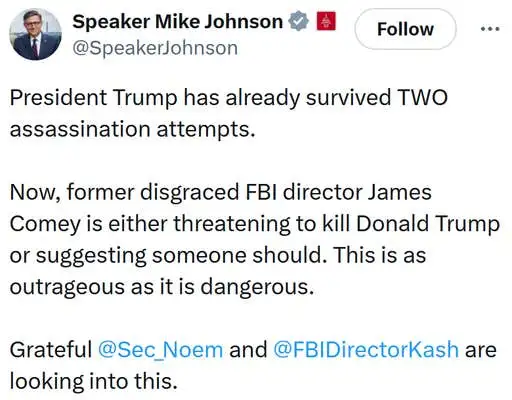 Speaker Mike Johnson
@SpeakerJohnson
Follow
President Trump has already survived TWO
assassination attempts.
Now, former disgraced FBI director James
Comey is either threatening to kill Donald Trump
or suggesting someone should. This is as
outrageous as it is dangerous.
Grateful @Sec_Noem and @FBIDirectorKash are
looking into this.